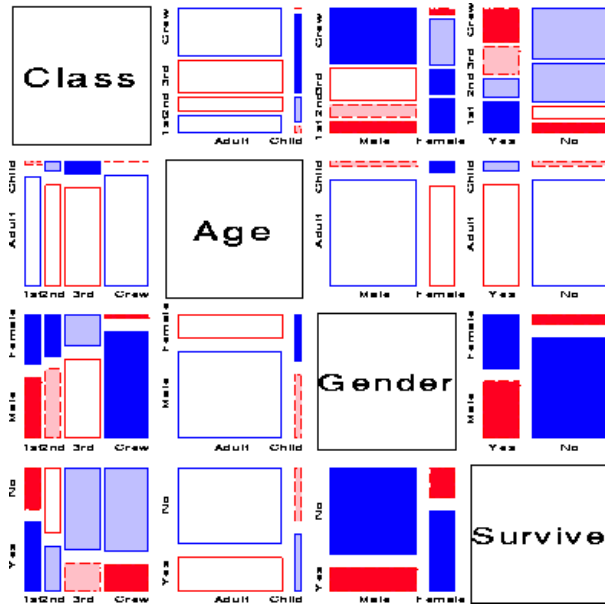 Class
Crew
3rd
2nd
1st
Adult Child
Crew
3rd
2nd
1st
Male Female
Crew
3rd
2nd
1st
Yes No
Child
Adult
1st 2nd 3rd Crew
Age
Child
Adult
Male Female
Child
Adult
Yes No
Female
Male
1st 2nd 3rd Crew
Female
Male
Adult Child
Gender
Female
Male
Yes No
No
Yes
1st 2nd 3rd Crew
No
Yes
Adult Child
No
Yes
Male Female
Survive